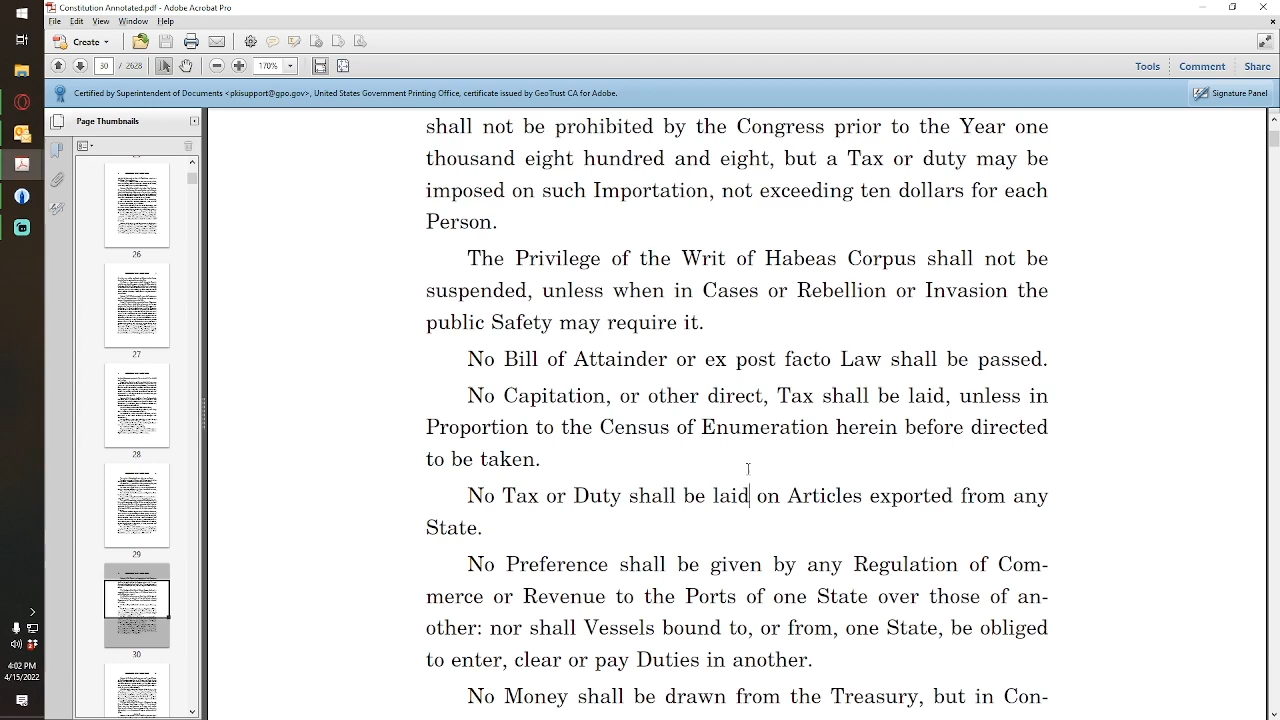 Constitution Annotated.pdf - Adobe Acrobat Pro
File Edit View Window Help
Create
30 / 2628 170% Tools Comment Share
Certified by Superintendent of Documents <pkisupport@gpo.gov>, United States Government Printing Office, certificate issued by GeoTrust CA for Adobe. Signature Panel
Page Thumbnails
26
27
28
29
30
shall not be prohibited by the Congress prior to the Year one
thousand eight hundred and eight, but a Tax or duty may be
imposed on such Importation, not exceeding ten dollars for each
Person.
The Privilege of the Writ of Habeas Corpus shall not be
suspended, unless when in Cases or Rebellion or Invasion the
public Safety may require it.
No Bill of Attainder or ex post facto Law shall be passed.
No Capitation, or other direct, Tax shall be laid, unless in
Proportion to the Census of Enumeration herein before directed
to be taken.
No Tax or Duty shall be laid on Articles exported from any
State.
No Preference shall be given by any Regulation of Com-
merce or Revenue to the Ports of one State over those of an-
other: nor shall Vessels bound to, or from, one State, be obliged
to enter, clear or pay Duties in another.
No Money shall be drawn from the Treasury, but in Con-
4:02 PM
4/15/2022